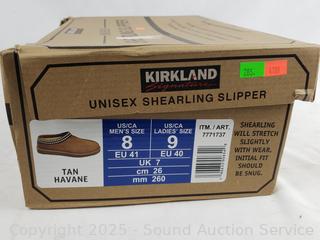 KIRKLAND
Signature
UNISEX SHEARLING SLIPPER
US/CA
MEN'S SIZE
8
EU 41
US/CA
LADIES' SIZE
9
EU 40
UK 7
cm 26
mm 260
ITM. / ART.
7771137
TAN
HAVANE
SHEARLING
WILL STRETCH
SLIGHTLY
WITH WEAR.
INITIAL FIT
SHOULD
BE SNUG.
Copyright 2025 - Sound Auction Service